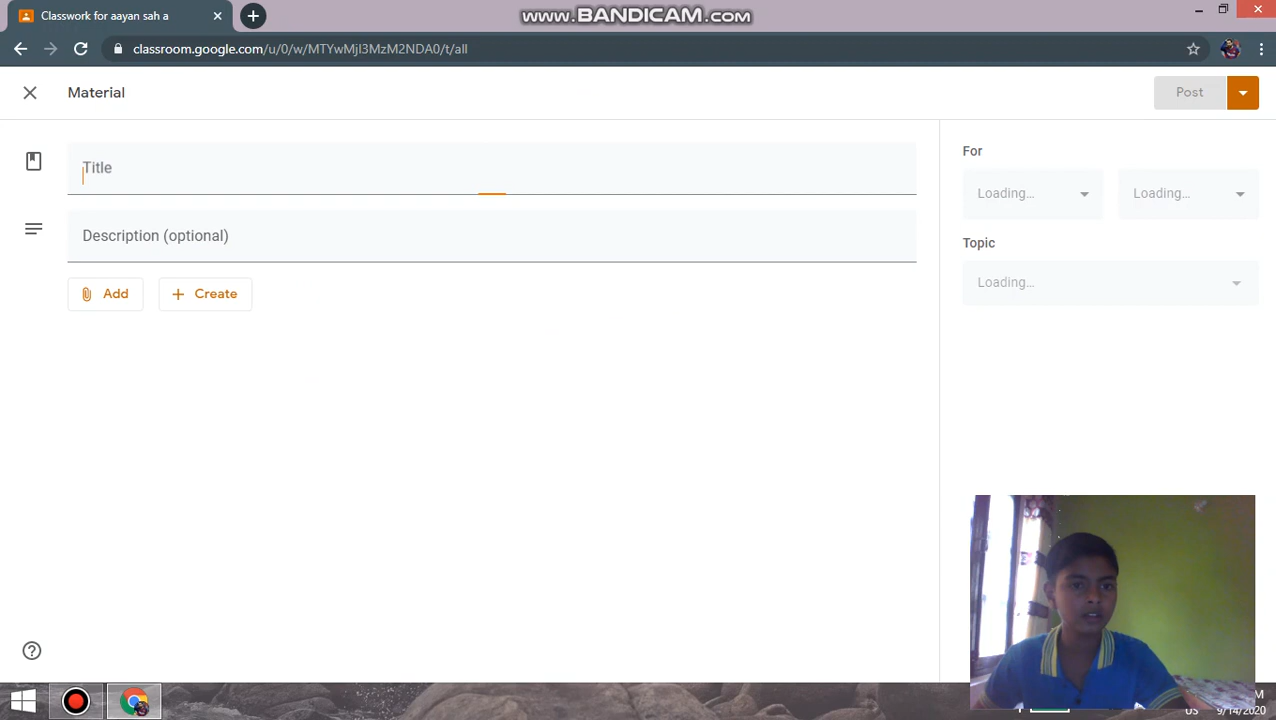 Classwork for aayan sah a
www.BANDICAM.com
classroom.google.com/u/0/w/MTYwMjI3MzM2NDA0/t/all
Material
Post
Title
For
Loading...
Loading...
Description (optional)
Topic
Add
Create
Loading...
M
US
9/14/2020